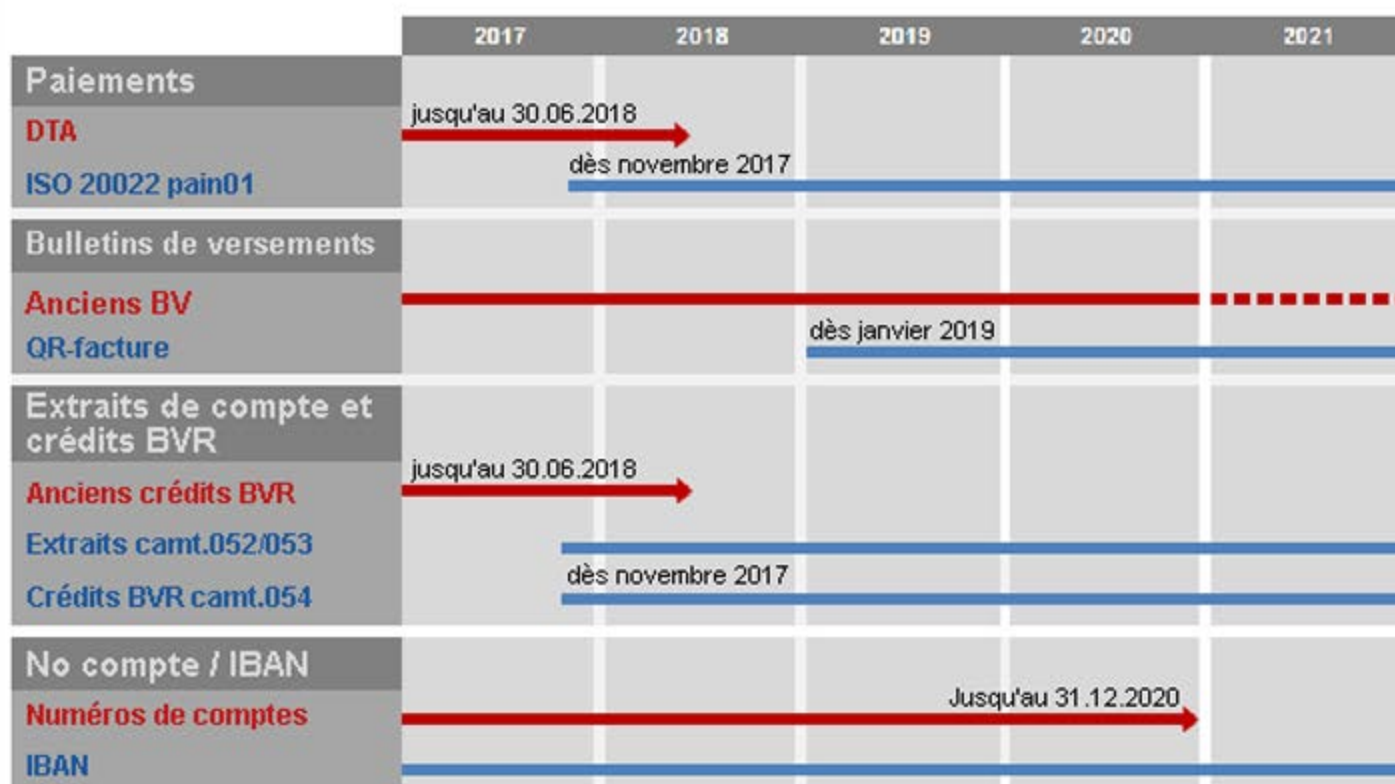 2017 2018 2019 2020 2021
Paiements
jusqu'au 30.06.2018
DTA
dès novembre 2017
ISO 20022 pain01
Bulletins de versements
Anciens BV
dès janvier 2019
QR-facture
Extraits de compte et
crédits BVR
jusqu'au 30.06.2018
Anciens crédits BVR
Extraits camt.052/053
dès novembre 2017
Crédits BVR camt.054
No compte / IBAN
Jusqu'au 31.12.2020
Numéros de comptes
IBAN